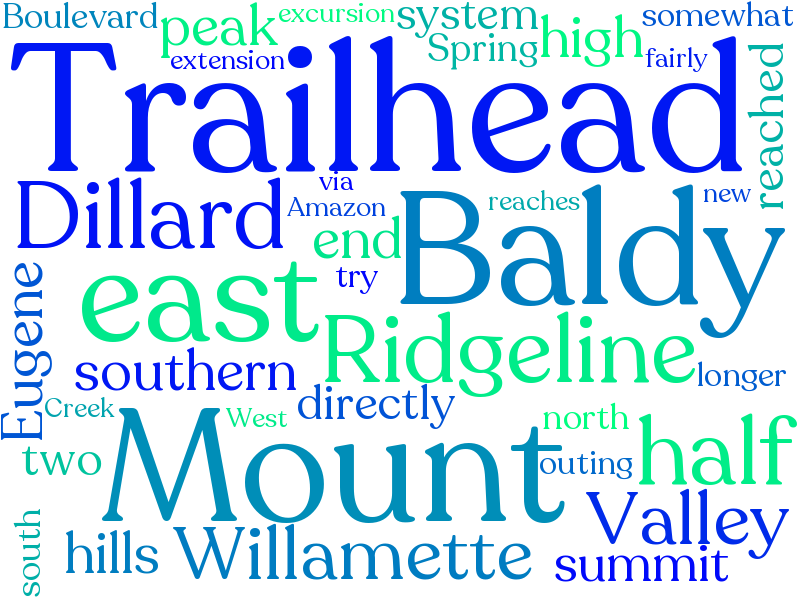 Boulevard
peak
excursion
system
somewhat
extension
Spring
high
fairly
Trailhead
reached
Dillard
via
Amazon
reaches
new
Baldy
end
try
east
Eugene
Ridgeline
southern
longer
directly
Creek
West
north
Mount
half
two
outing
Valley
south
hills
Willamette
summit